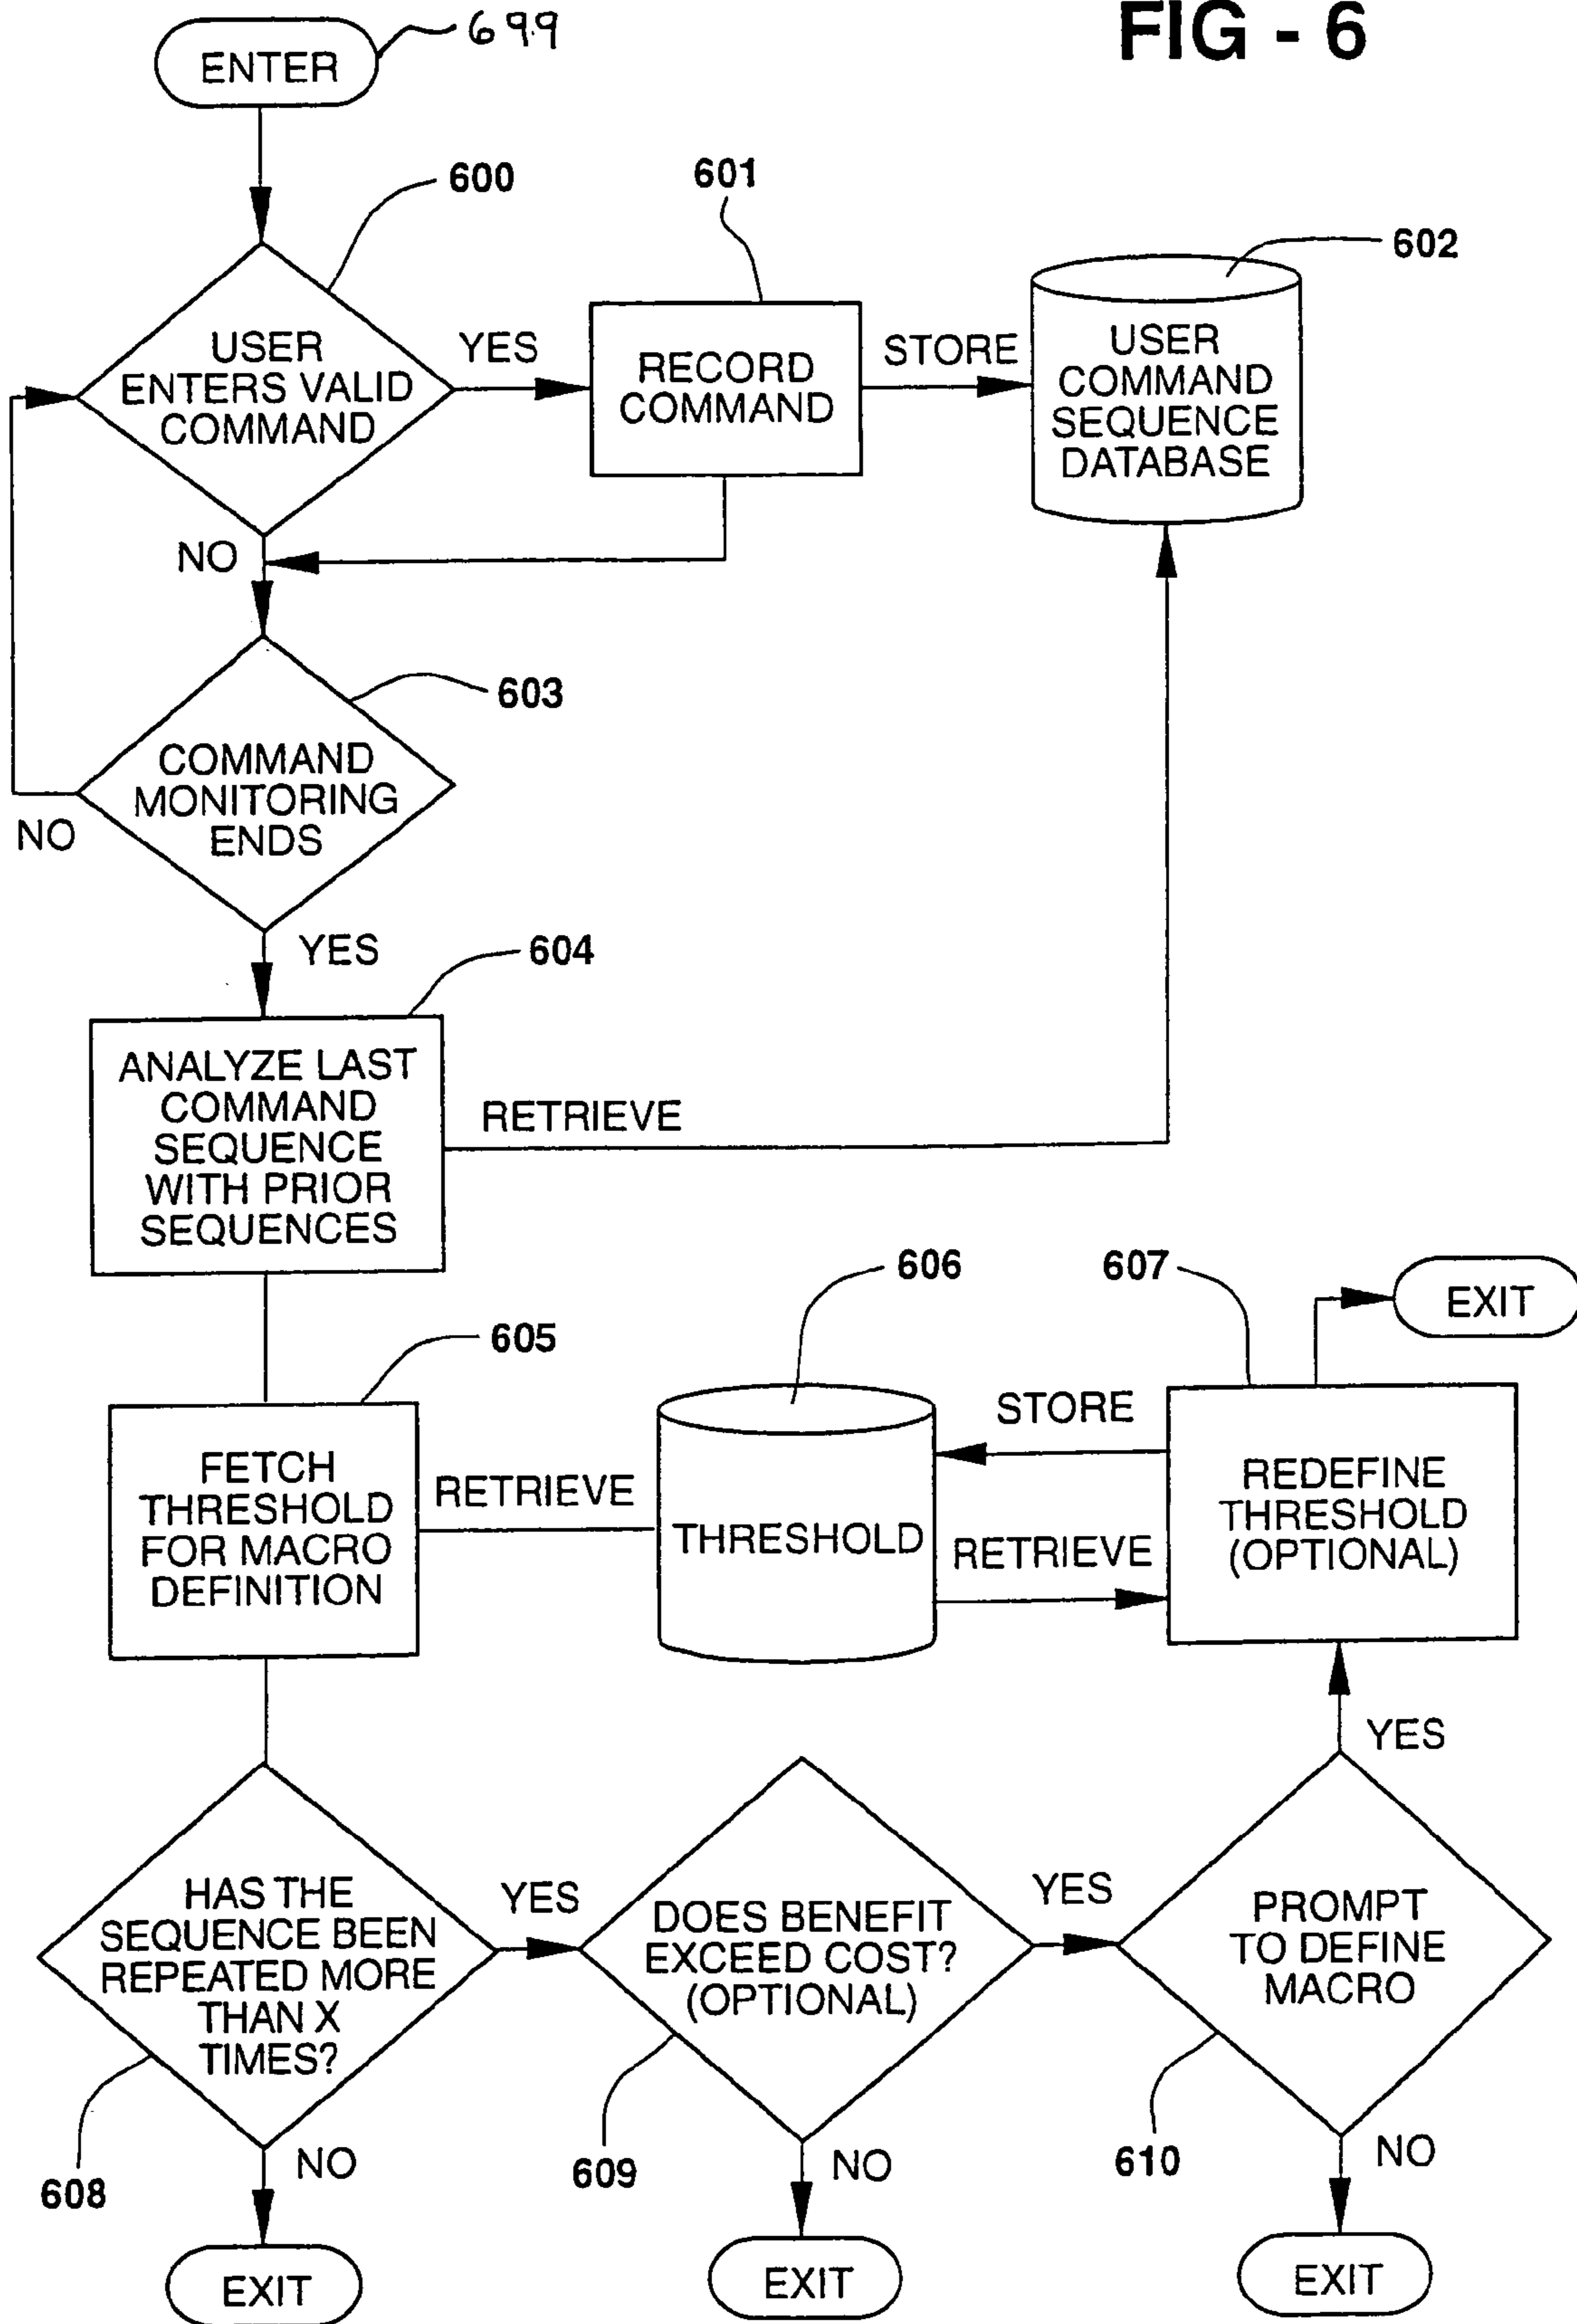 FIG - 6
ENTER
699
600
601
602
USER
ENTERS VALID
COMMAND
YES
RECORD
COMMAND
STORE
USER
COMMAND
SEQUENCE
DATABASE
NO
603
COMMAND
MONITORING
ENDS
NO
YES
604
ANALYZE LAST
COMMAND
SEQUENCE
WITH PRIOR
SEQUENCES
RETRIEVE
605
606
607
EXIT
FETCH
THRESHOLD
FOR MACRO
DEFINITION
RETRIEVE
THRESHOLD
STORE
RETRIEVE
REDEFINE
THRESHOLD
(OPTIONAL)
YES
HAS THE
SEQUENCE BEEN
REPEATED MORE
THAN X
TIMES?
YES
DOES BENEFIT
EXCEED COST?
(OPTIONAL)
YES
PROMPT
TO DEFINE
MACRO
608
NO
609
NO
610
NO
EXIT
EXIT
EXIT